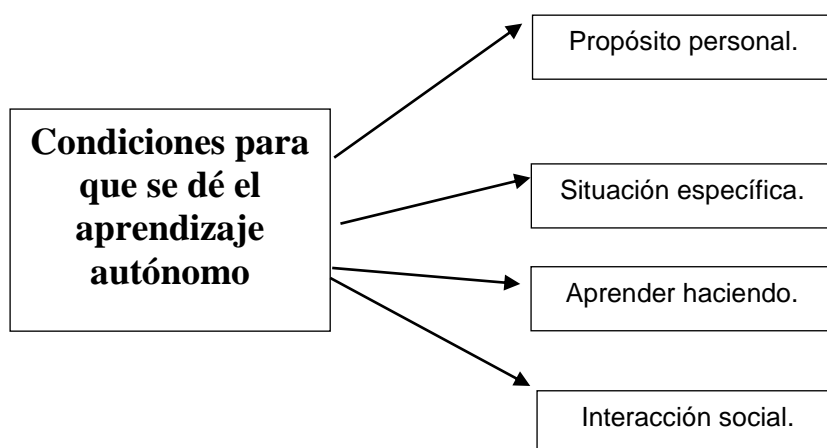 Propósito personal.
Condiciones para
que se dé el
aprendizaje
autónomo
Situación específica.
Aprender haciendo.
Interacción social.